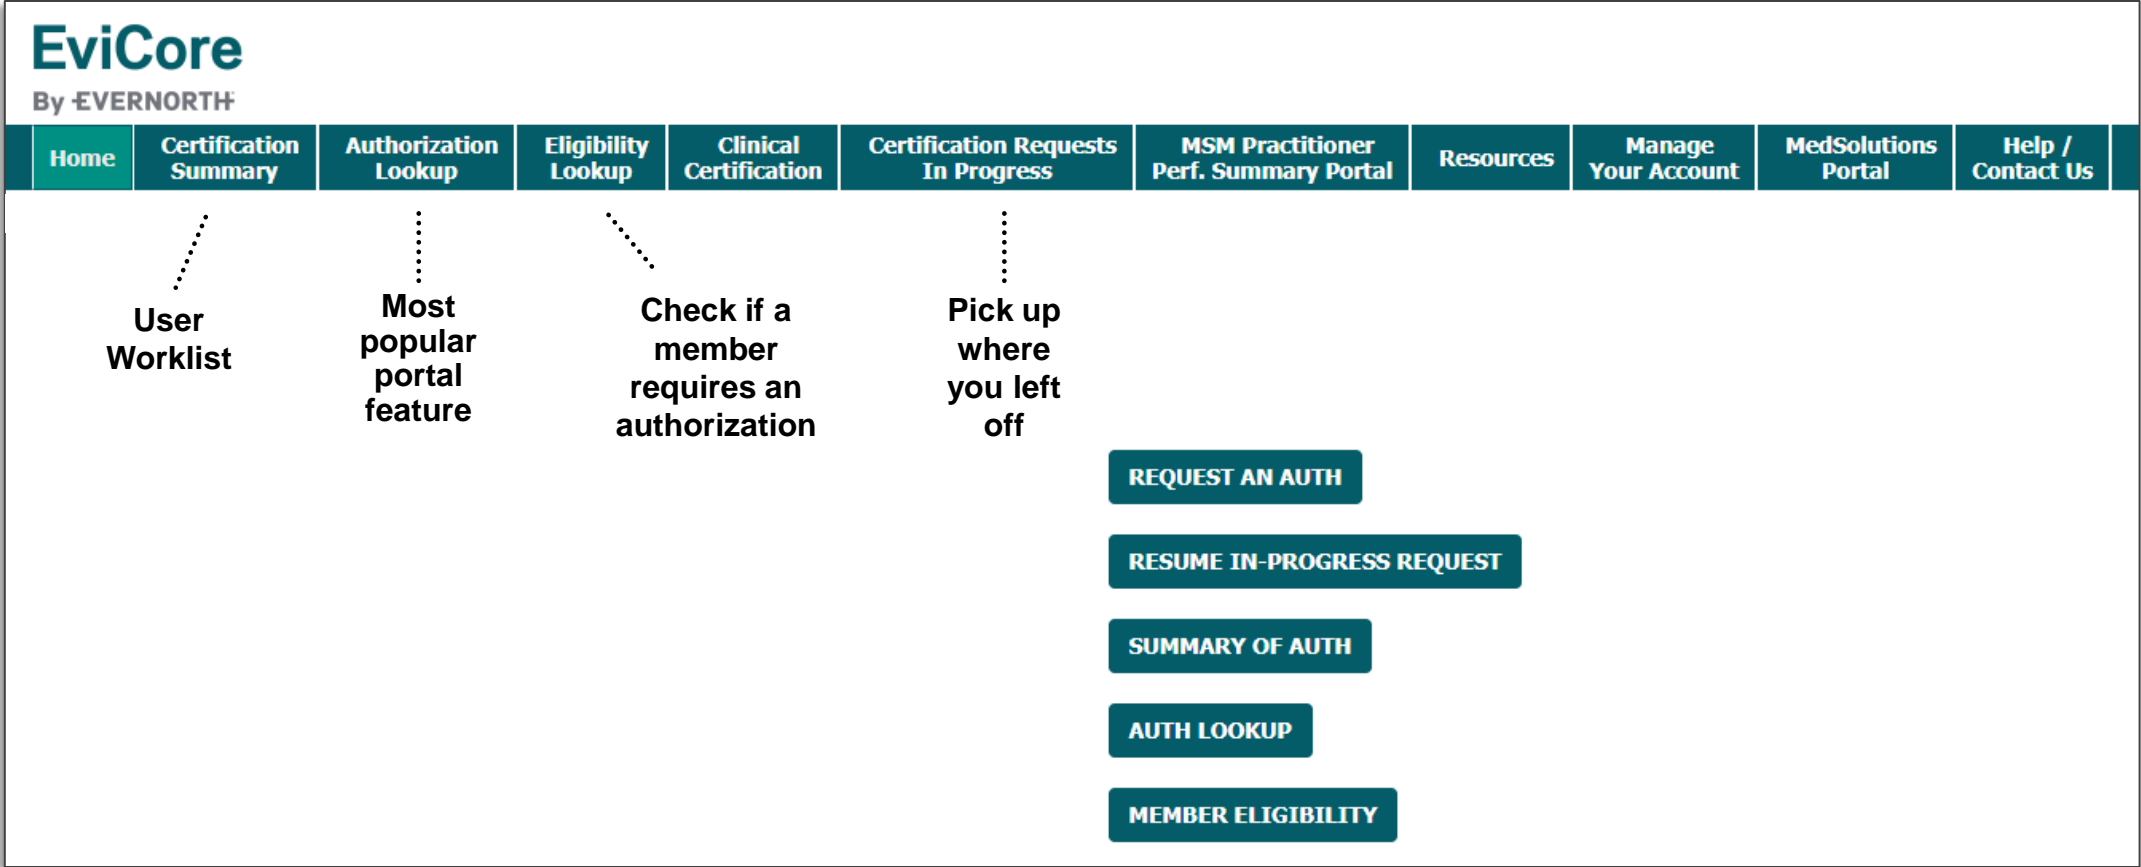 EviCore
By EVERNORTH
Home
Certification
Summary
Authorization
Lookup
Eligibility
Lookup
Clinical
Certification
Certification Requests
In Progress
MSM Practitioner
Perf. Summary Portal
Resources
Manage
Your Account
MedSolutions
Portal
Help /
Contact Us
User
Worklist
Most
popular
portal
feature
Check if a
member
requires an
authorization
Pick up
where
you left
off
REQUEST AN AUTH
RESUME IN-PROGRESS REQUEST
SUMMARY OF AUTH
AUTH LOOKUP
MEMBER ELIGIBILITY